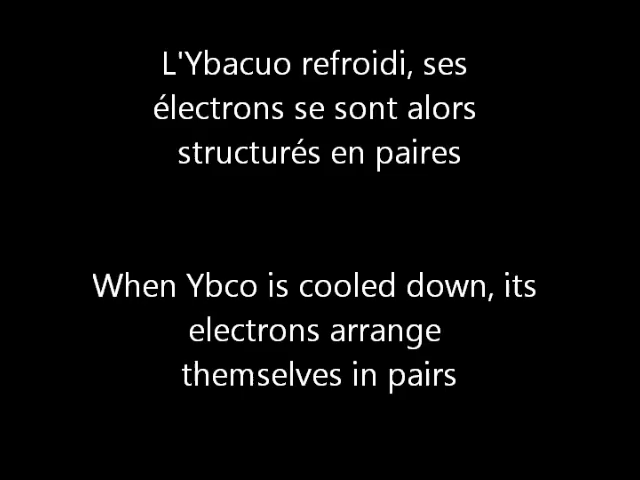 L'Ybacuo refroidi, ses
électrons se sont alors
structurés en paires
When Ybco is cooled down, its
electrons arrange
themselves in pairs